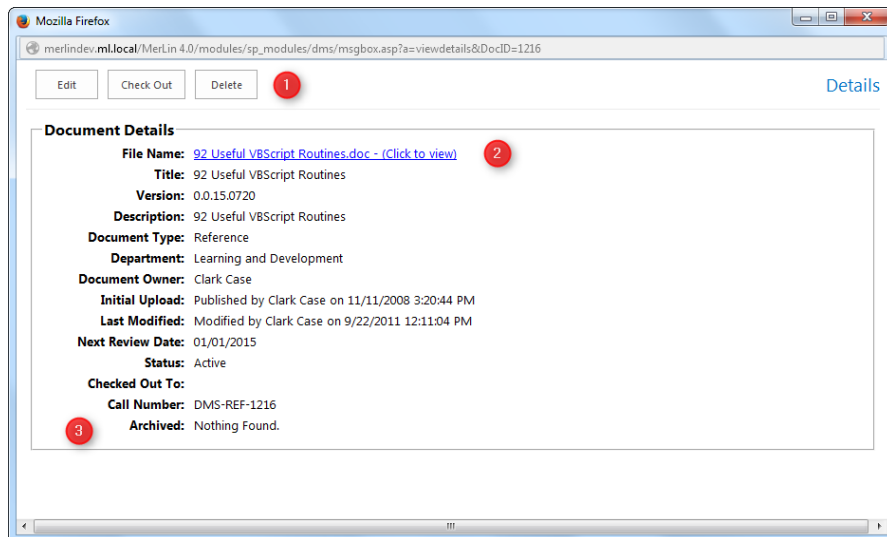 Mozilla Firefox
merlindev.ml.local/MerLin 4.0/modules/sp_modules/dms/msgbox.asp?a=viewdetails&DocID=1216
Edit Check Out Delete 1 Details
Document Details
File Name: 92 Useful VBScript Routines.doc - (Click to view) 2
Title: 92 Useful VBScript Routines
Version: 0.0.15.0720
Description: 92 Useful VBScript Routines
Document Type: Reference
Department: Learning and Development
Document Owner: Clark Case
Initial Upload: Published by Clark Case on 11/11/2008 3:20:44 PM
Last Modified: Modified by Clark Case on 9/22/2011 12:11:04 PM
Next Review Date: 01/01/2015
Status: Active
Checked Out To:
Call Number: DMS-REF-1216
3 Archived: Nothing Found.